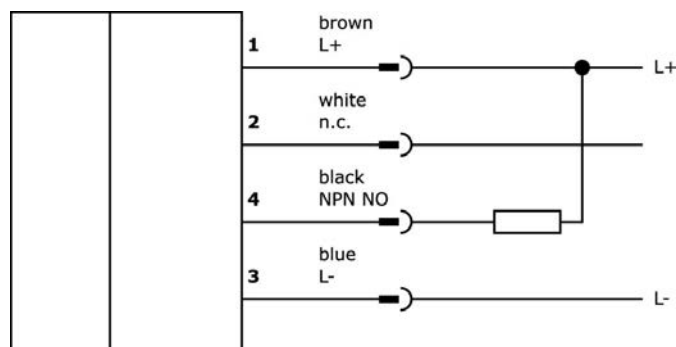 brown
1 L+ L+
white
2 n.c.
black
4 NPN NO
blue
3 L- L-